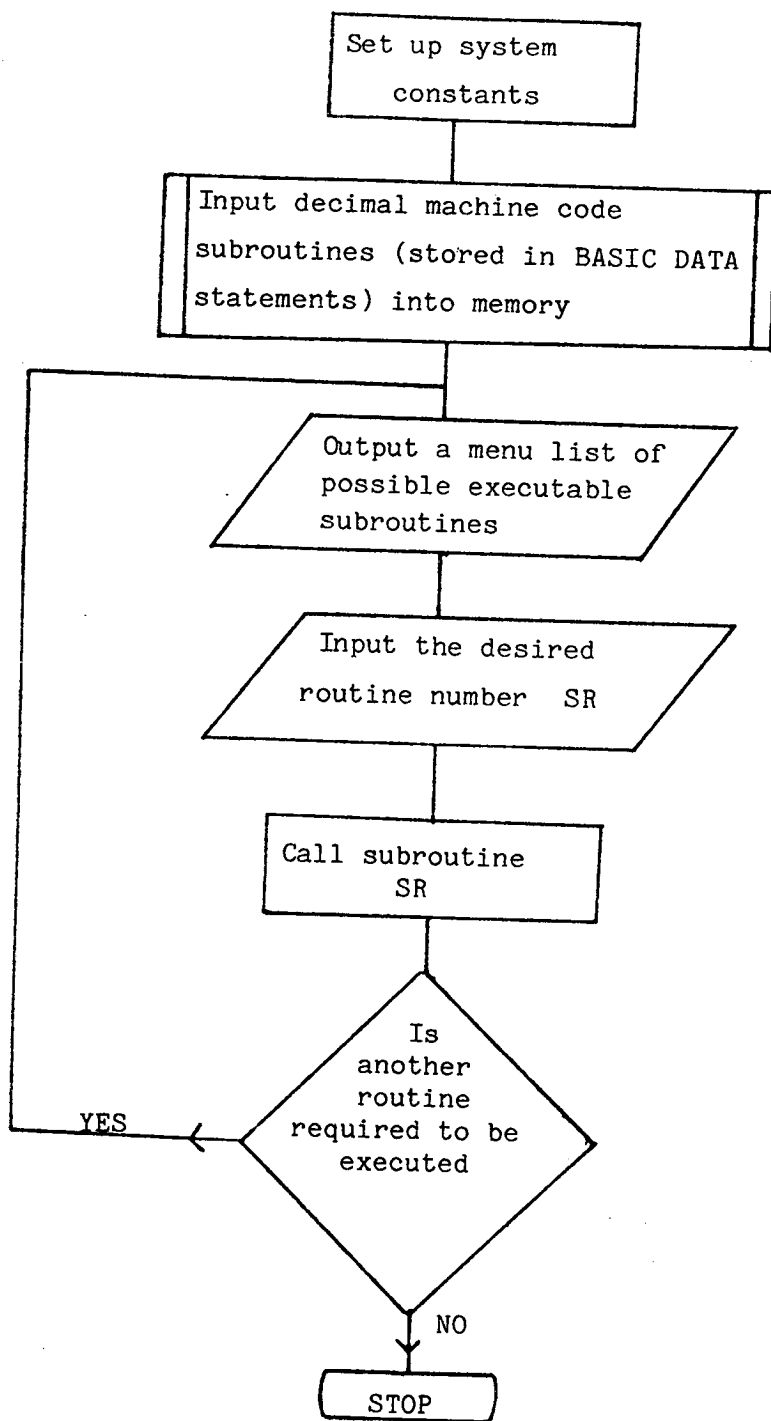 Set up system
constants
Input decimal machine code
subroutines (stored in BASIC DATA
statements) into memory
Output a menu list of
possible executable
subroutines
Input the desired
routine number SR
Call subroutine
SR
Is
another
routine
required to be
executed
YES
NO
STOP